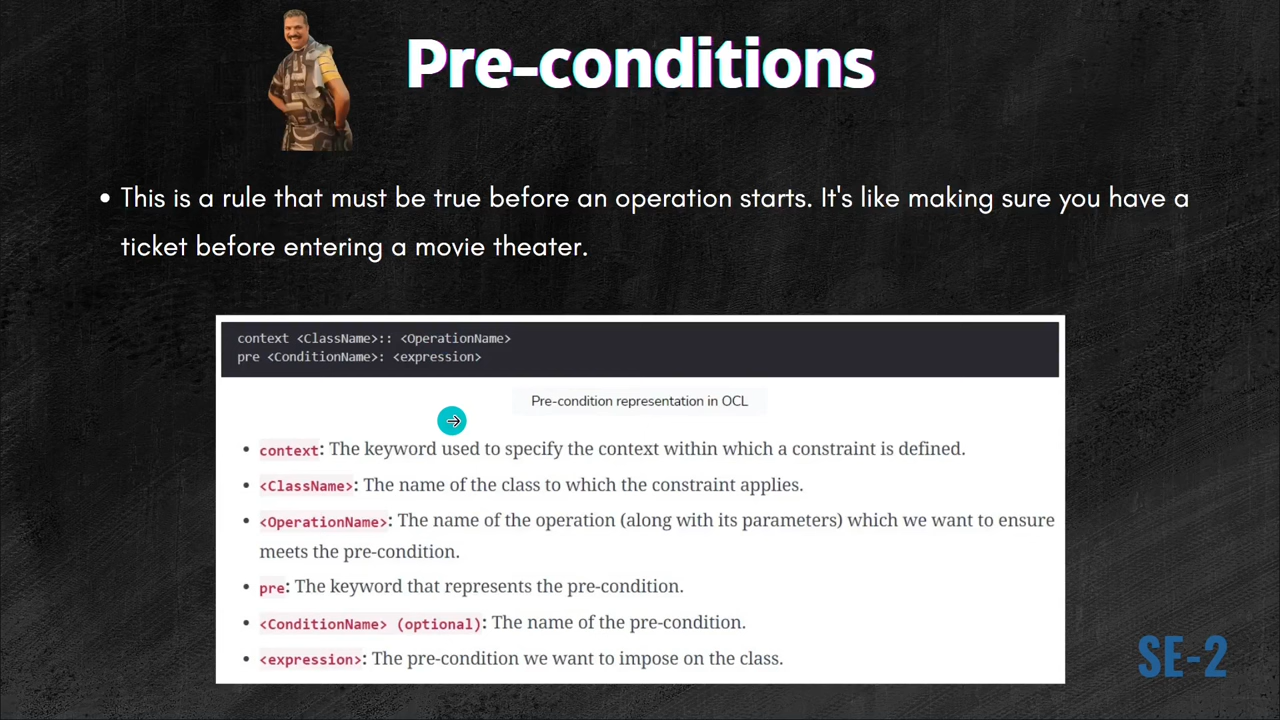 Pre-conditions
• This is a rule that must be true before an operation starts. It's like making sure you have a
ticket before entering a movie theater.
context <ClassName>:: <OperationName>
pre <ConditionName>: <expression>
Pre-condition representation in OCL
• context: The keyword used to specify the context within which a constraint is defined.
• <ClassName>: The name of the class to which the constraint applies.
• <OperationName>: The name of the operation (along with its parameters) which we want to ensure
meets the pre-condition.
• pre: The keyword that represents the pre-condition.
• <ConditionName> (optional): The name of the pre-condition.
• <expression>: The pre-condition we want to impose on the class.
SE-2